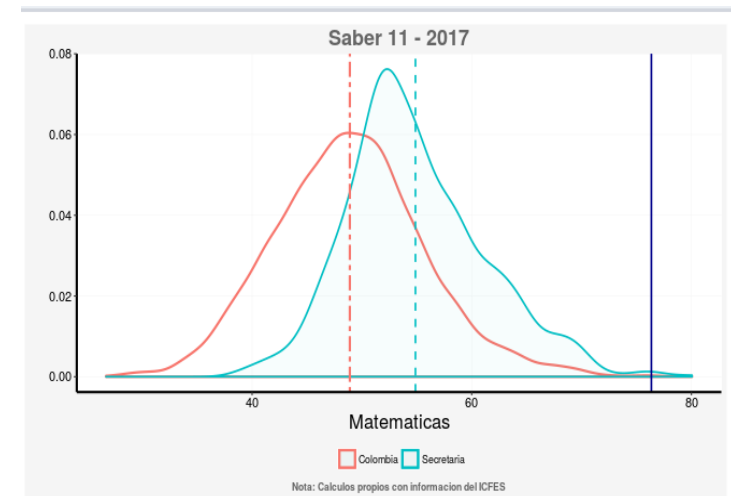 Saber 11 - 2017
0.08
0.06
0.04
0.02
0.00
40 60 80
Matematicas
Colombia Secretaria
Nota: Calculos propios con informacion del ICFES